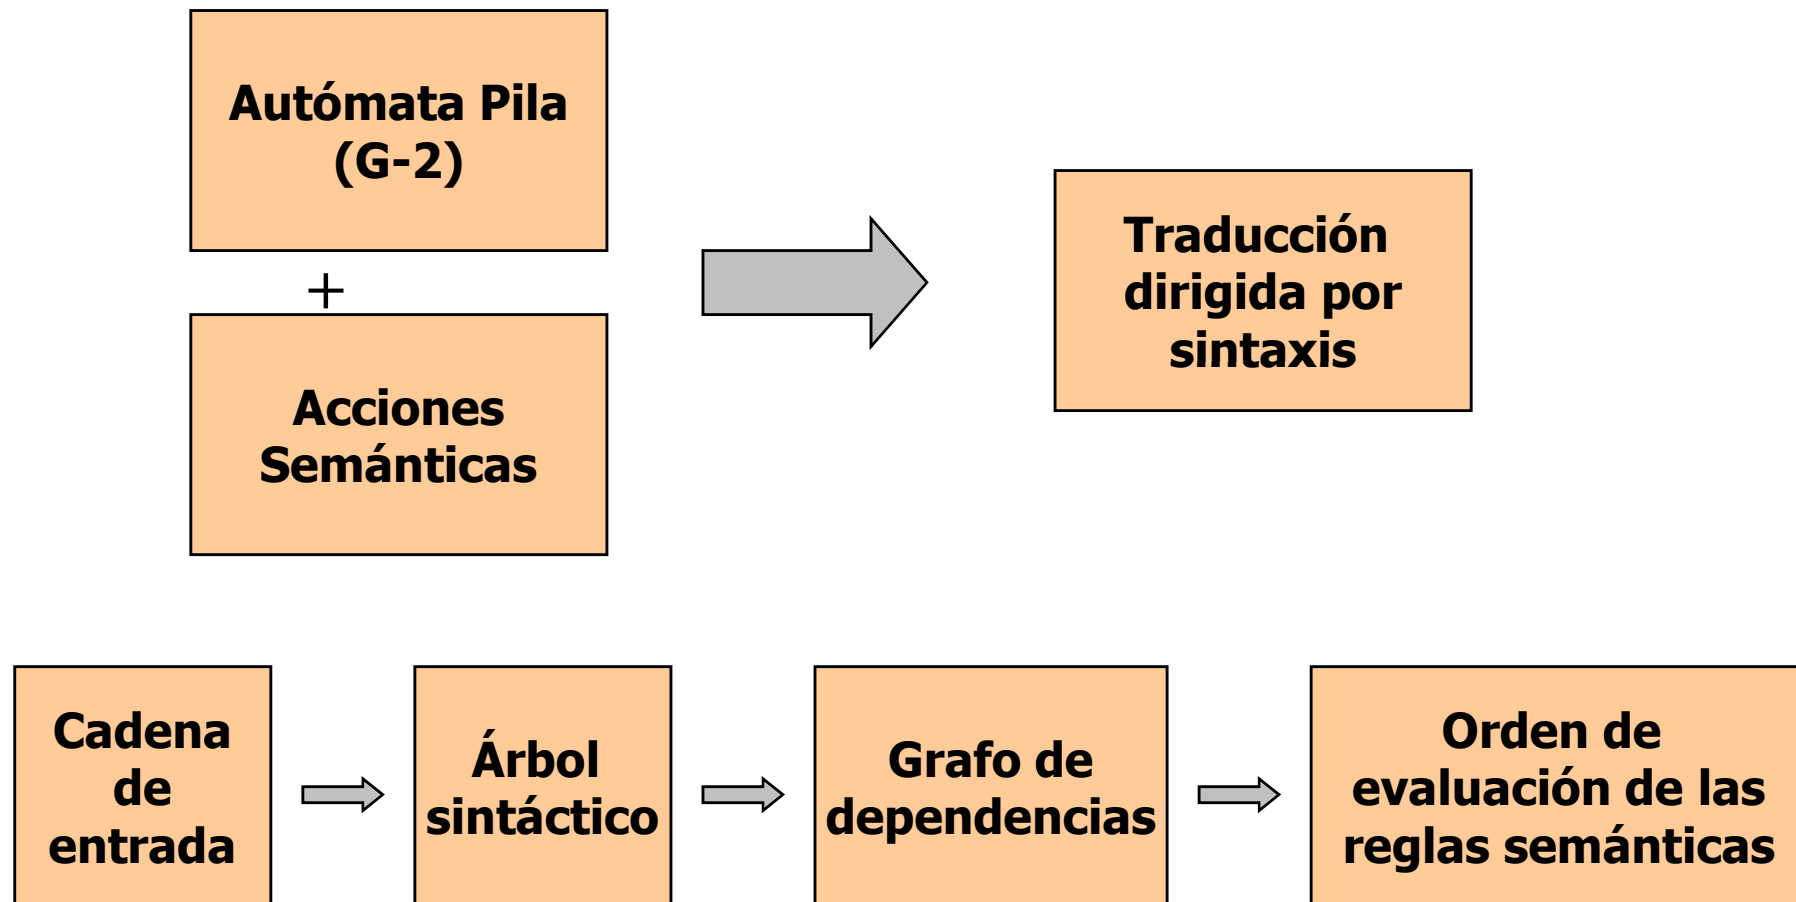 Autómata Pila
(G-2)
+
Acciones
Semánticas
Traducción
dirigida por
sintaxis
Cadena
de
entrada
Árbol
sintáctico
Grafo de
dependencias
Orden de
evaluación de las
reglas semánticas